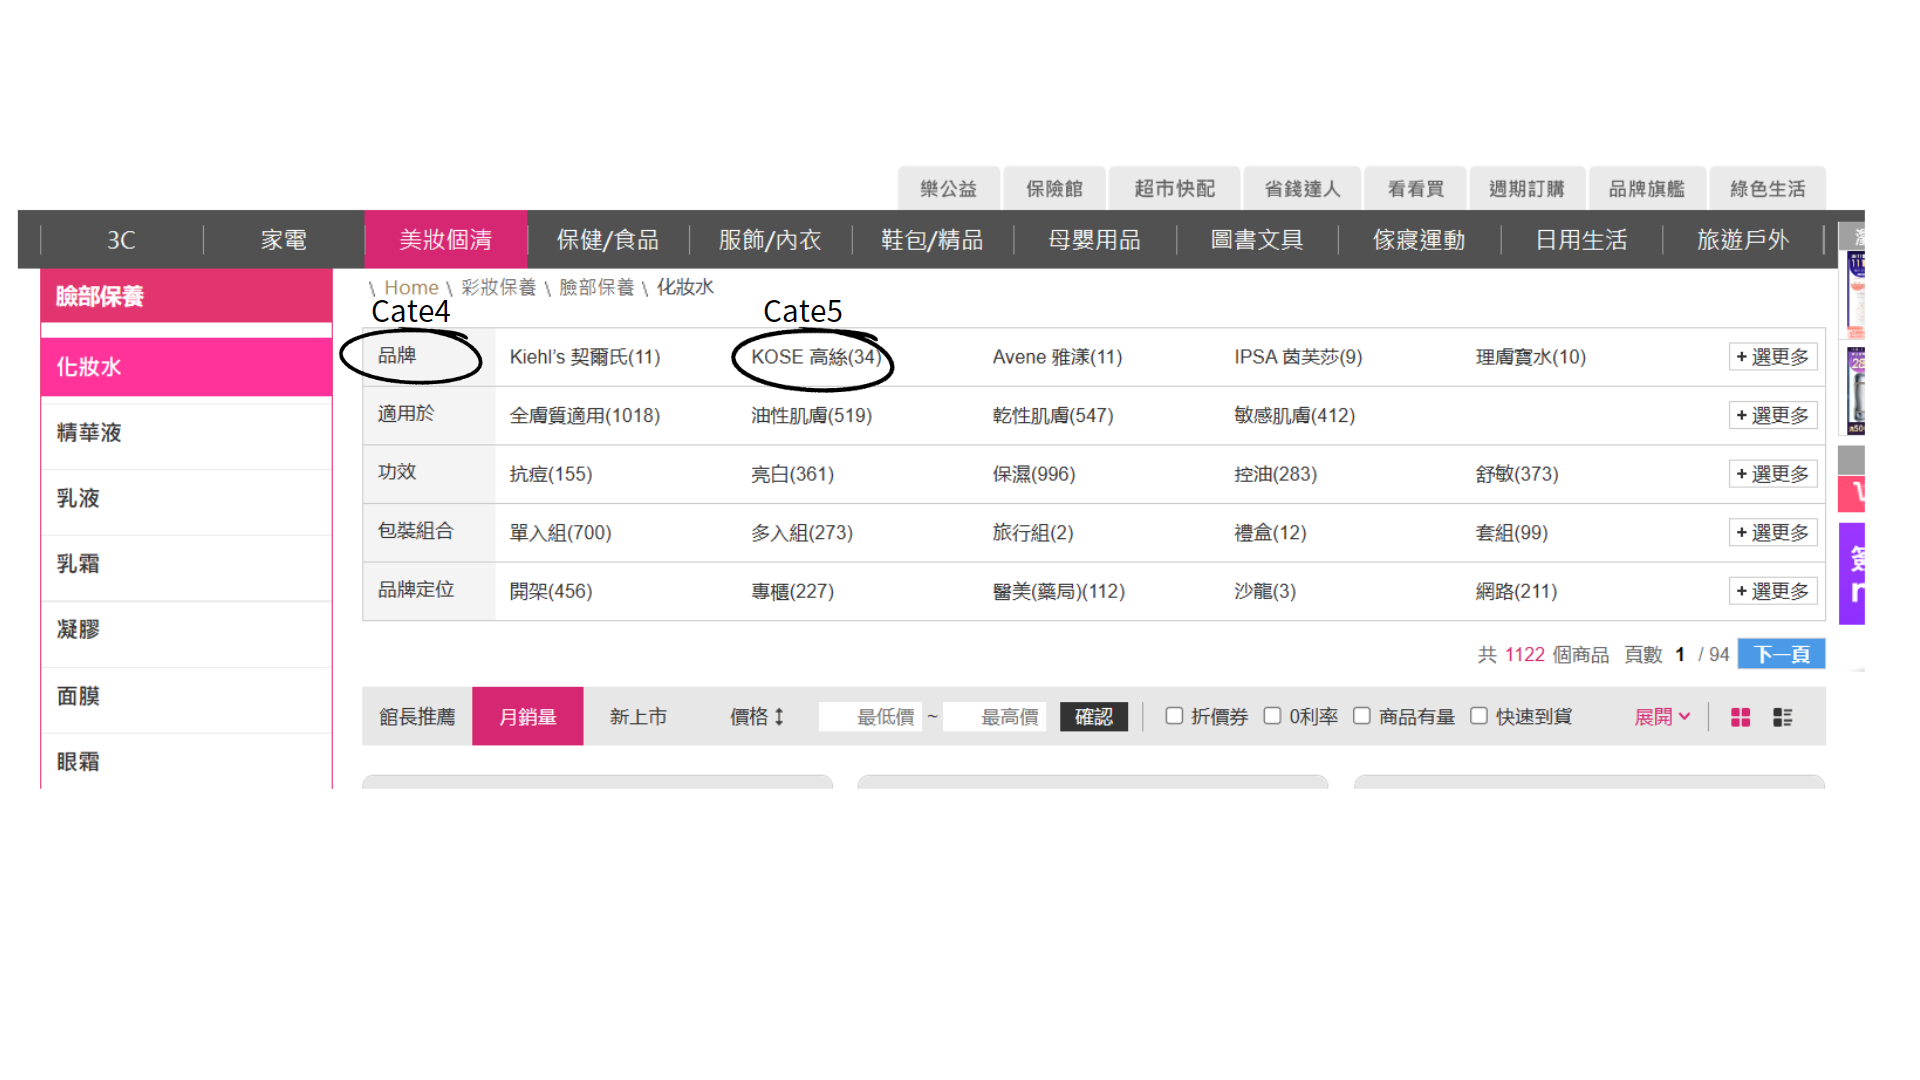 樂公益 保險館 超市快配 省錢達人 看看買 週期訂購 品牌旗艦 綠色生活
3C 家電 美妝個清 保健/食品 服飾/內衣 鞋包/精品 母嬰用品 圖書文具 傢寢運動 日用生活 旅遊戶外
臉部保養
化妝水
精華液
乳液
乳霜
凝膠
面膜
眼霜
\ Home \ 彩妝保養 \ 臉部保養 \ 化妝水
Cate4 Cate5
品牌 Kiehl's 契爾氏(11) KOSE 高絲(34) Avene 雅漾(11) IPSA 茵芙莎(9) 理膚寶水(10) + 選更多
適用於 全膚質適用(1018) 油性肌膚(519) 乾性肌膚(547) 敏感肌膚(412) + 選更多
功效 抗痘(155) 亮白(361) 保濕(996) 控油(283) 舒敏(373) + 選更多
包裝組合 單入組(700) 多入組(273) 旅行組(2) 禮盒(12) 套組(99) + 選更多
品牌定位 開架(456) 專櫃(227) 醫美(藥局)(112) 沙龍(3) 網路(211) + 選更多
共 1122 個商品 頁數 1 / 94 下一頁
館長推薦 月銷量 新上市 價格 最低價 ~ 最高價 確認 折價券 0利率 商品有量 快速到貨 展開